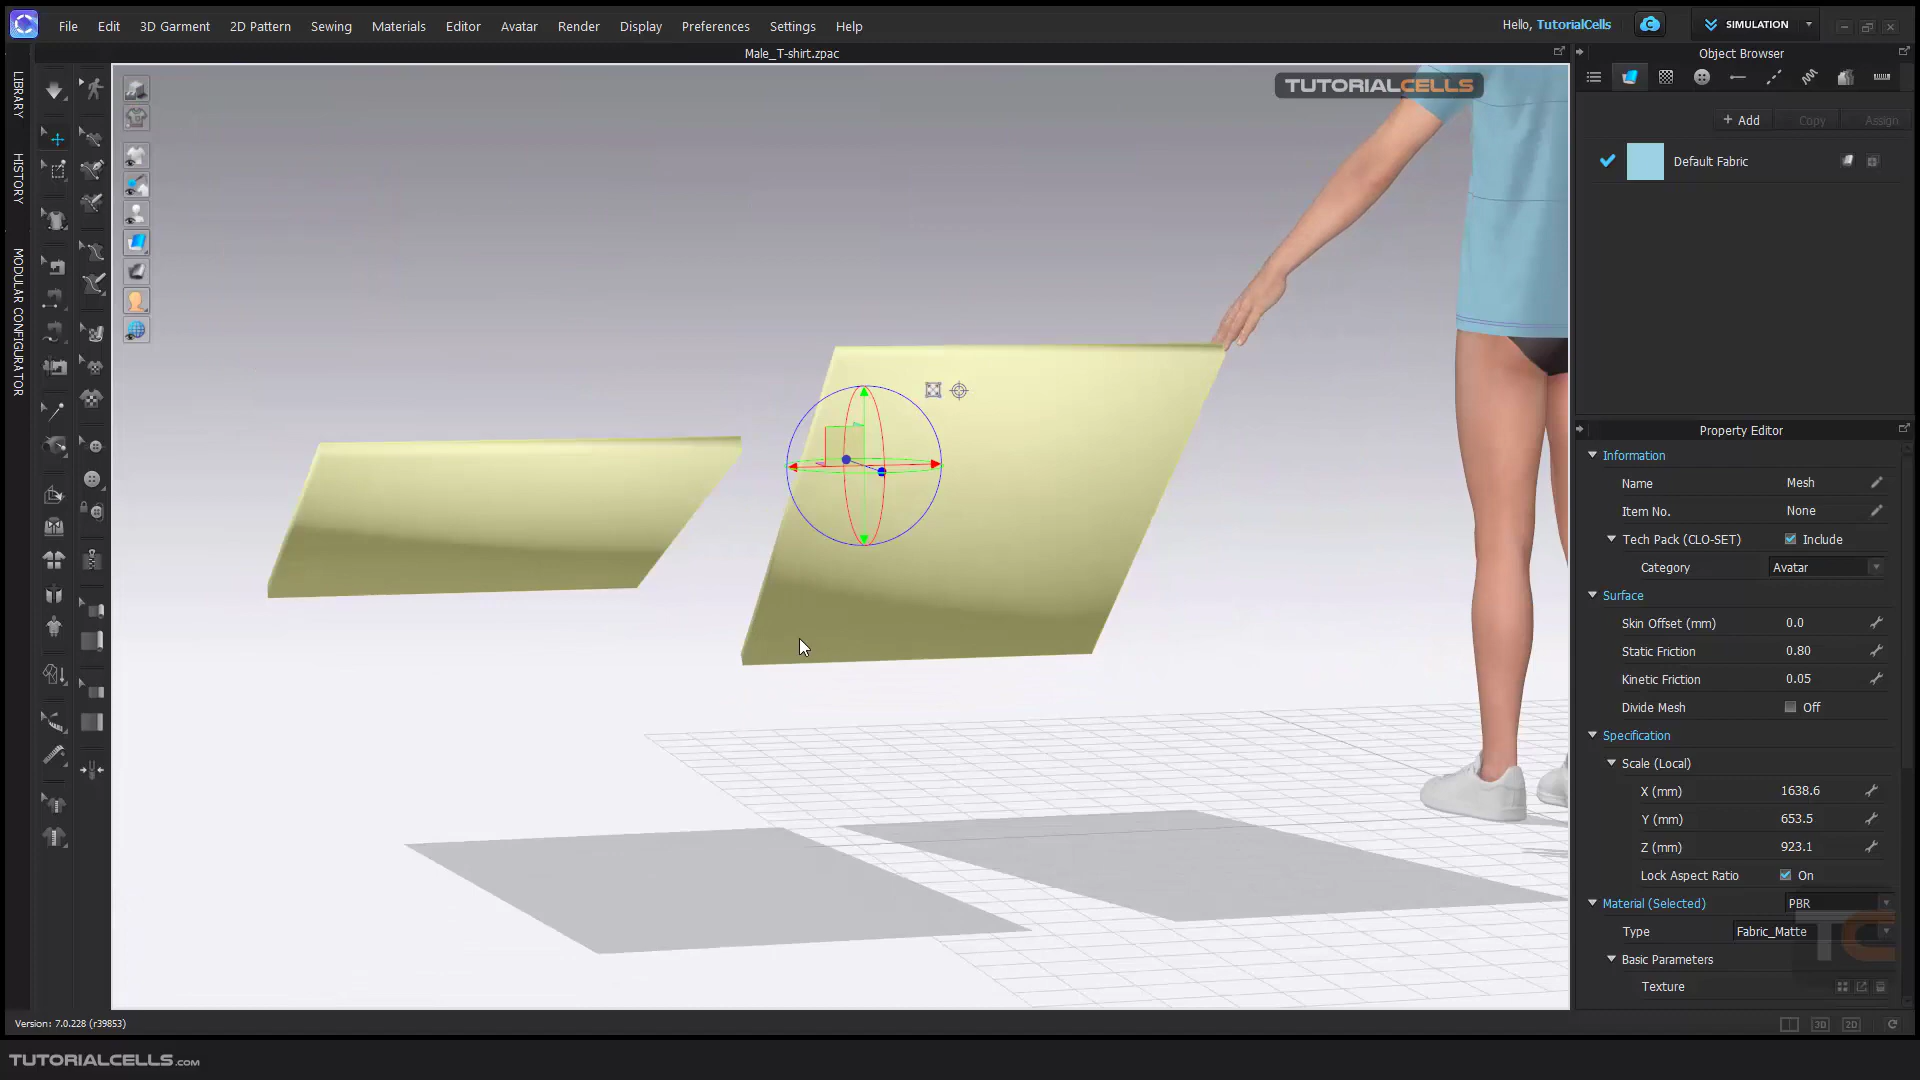 File Edit 3D Garment 2D Pattern Sewing Materials Editor Avatar Render Display Preferences Settings Help
Hello, TutorialCells
SIMULATION
Male_T-shirt.zpac
Object Browser
LIBRARY
HISTORY
MODULAR CONFIGURATOR
TUTORIALCELLS
+ Add Copy Assign
Default Fabric
Property Editor
Information
Name Mesh
Item No. None
Tech Pack (CLO-SET) Include
Category Avatar
Surface
Skin Offset (mm) 0.0
Static Friction 0.80
Kinetic Friction 0.05
Divide Mesh Off
Specification
Scale (Local)
X (mm) 1638.6
Y (mm) 653.5
Z (mm) 923.1
Lock Aspect Ratio On
Material (Selected) PBR
Type Fabric_Matte
TC
Basic Parameters
Texture
Version: 7.0.228 (r39853)
3D 2D
TUTORIALCELLS.com